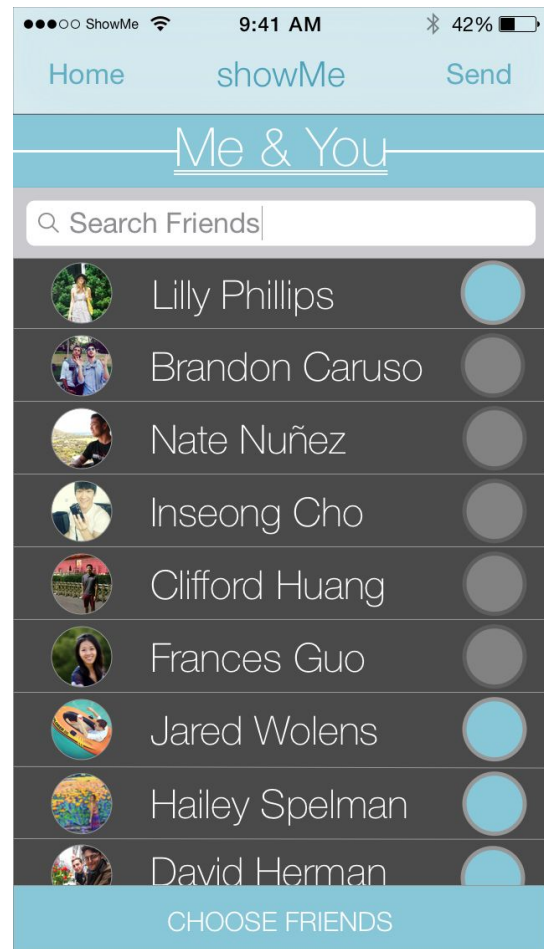 ShowMe 9:41 AM 42%
Home showMe Send
Me & You
Search Friends
Lilly Phillips
Brandon Caruso
Nate Nuñez
Inseong Cho
Clifford Huang
Frances Guo
Jared Wolens
Hailey Spelman
David Herman
CHOOSE FRIENDS